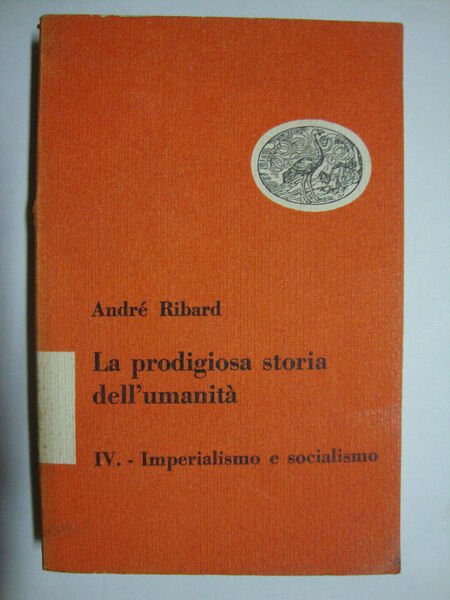 André Ribard
La prodigiosa storia
dell'umanità
IV. - Imperialismo e socialismo